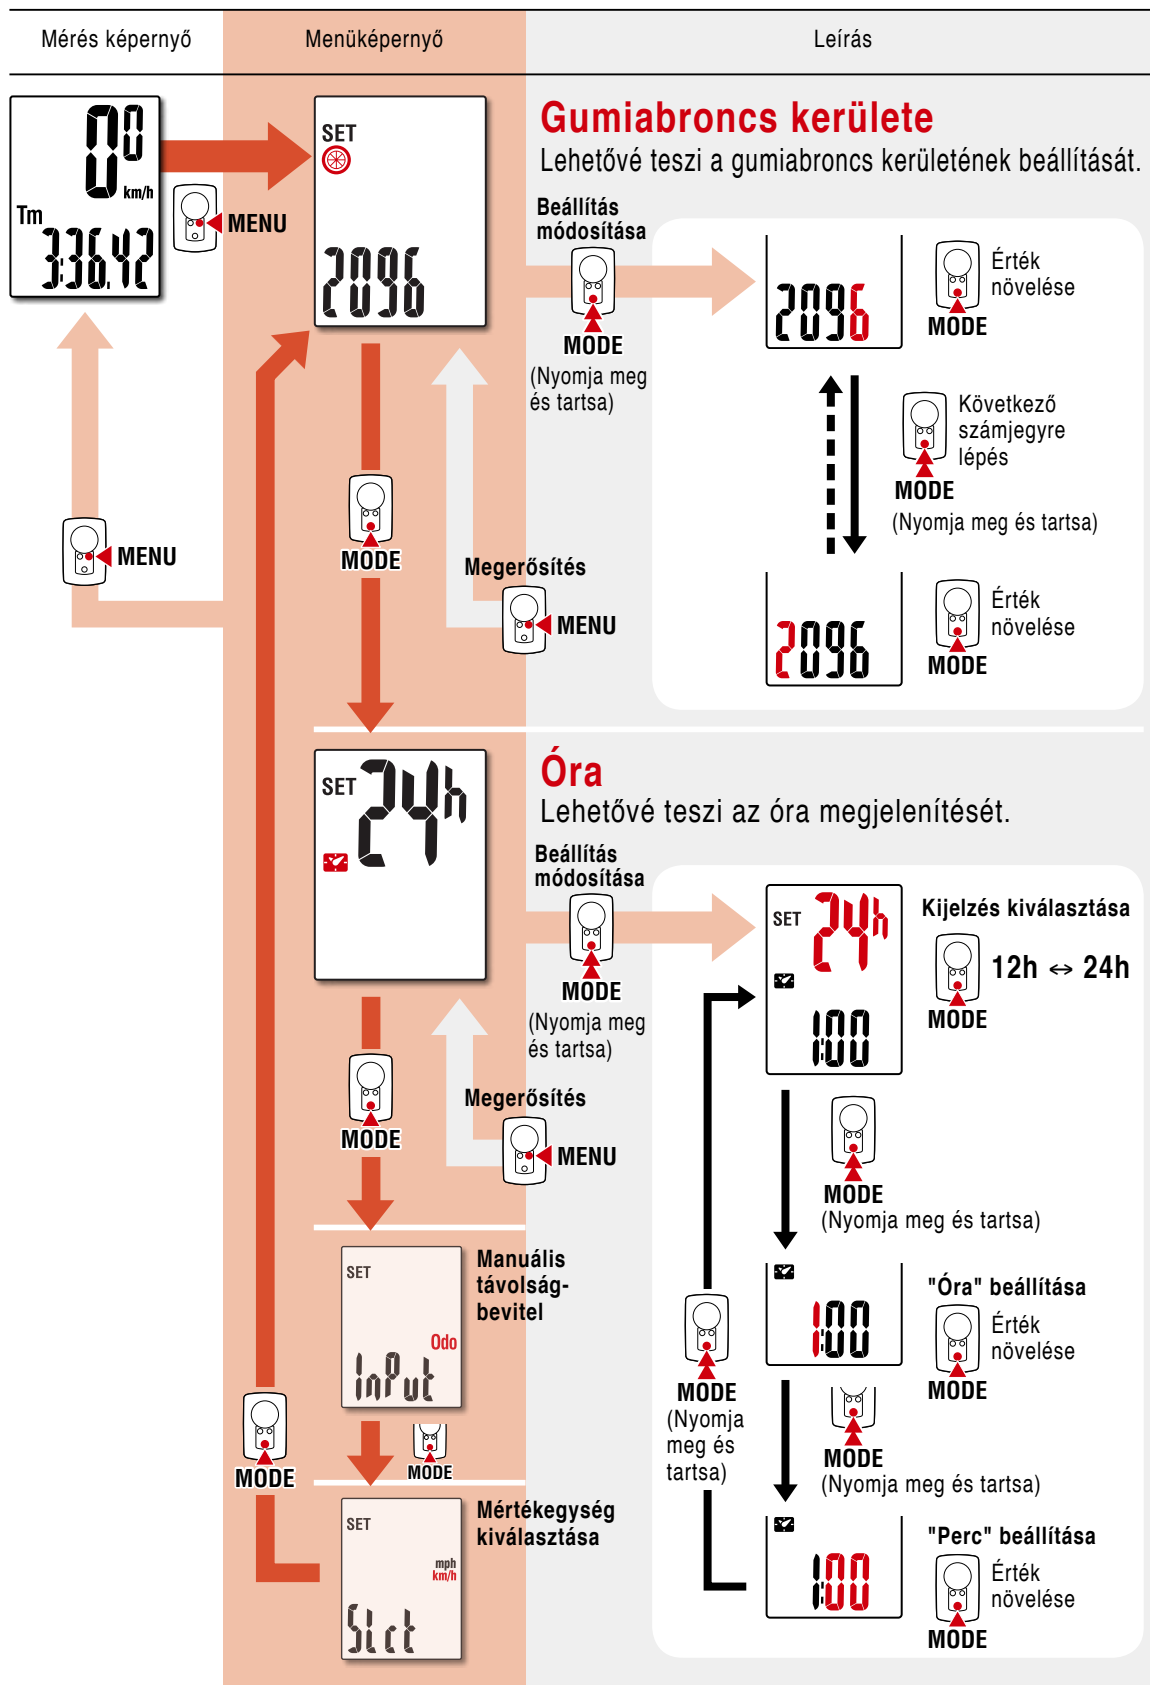 Mérés képernyő
Menüképernyő
Leírás
0⁰
km/h
Tm
3:36.42
MENU
SET
2096
Gumiabroncs kerülete
Lehetővé teszi a gumiabroncs kerületének beállítását.
Beállítás
módosítása
MODE
(Nyomja meg
és tartsa)
2096
Érték
növelése
MODE
Következő
számjegyre
lépés
MODE
(Nyomja meg és tartsa)
2096
Érték
növelése
MODE
MENU
MODE
Megerősítés
MENU
SET
24h
Óra
Lehetővé teszi az óra megjelenítését.
Beállítás
módosítása
MODE
(Nyomja meg
és tartsa)
SET
24h
1:00
Kijelzés kiválasztása
12h ⇔ 24h
MODE
MODE
Megerősítés
MENU
MODE
(Nyomja meg és tartsa)
1:00
"Óra" beállítása
Érték
növelése
MODE
MODE
(Nyomja
meg és
tartsa)
MODE
(Nyomja meg és tartsa)
1:00
"Perc" beállítása
Érték
növelése
MODE
SET
Odo
InPut
Manuális
távolság-
bevitel
MODE
MODE
SET
mph
km/h
Slct
Mértékegység
kiválasztása